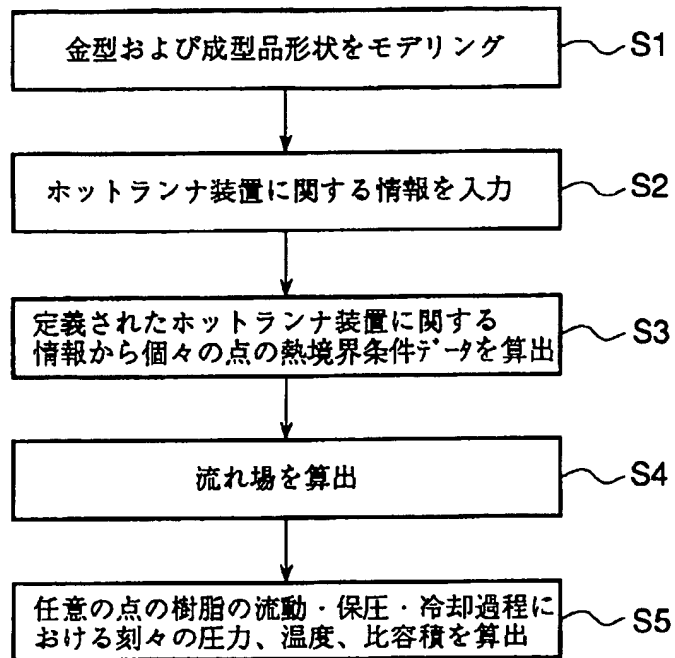 金型および成型品形状をモデリング
S1
ホットランナ装置に関する情報を入力
S2
定義されたホットランナ装置に関する
情報から個々の点の熱境界条件データを算出
S3
流れ場を算出
S4
任意の点の樹脂の流動・保圧・冷却過程に
おける刻々の圧力、温度、比容積を算出
S5